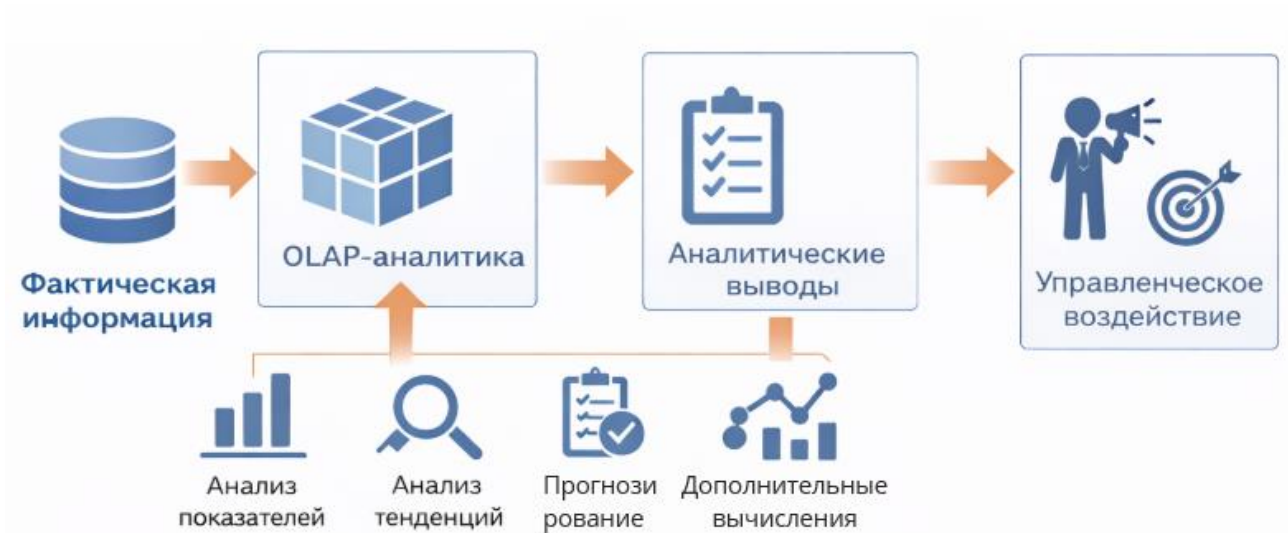 Фактическая
информация
OLAP-аналитика
Аналитические
выводы
Управленческое
воздействие
Анализ
показателей
Анализ
тенденций
Прогнози
рование
Дополнительные
вычисления